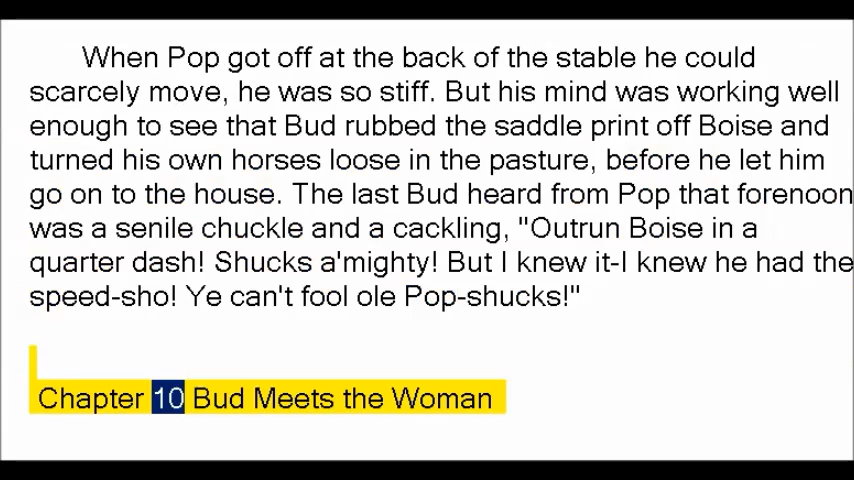 When Pop got off at the back of the stable he could
scarcely move, he was so stiff. But his mind was working well
enough to see that Bud rubbed the saddle print off Boise and
turned his own horses loose in the pasture, before he let him
go on to the house. The last Bud heard from Pop that forenoon
was a senile chuckle and a cackling, "Outrun Boise in a
quarter dash! Shucks a'mighty! But I knew it-I knew he had the
speed-sho! Ye can't fool ole Pop-shucks!"
Chapter 10 Bud Meets the Woman